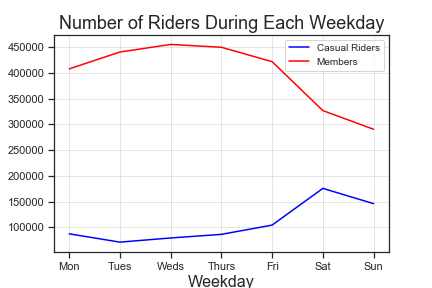 Number of Riders During Each Weekday
Casual Riders
Members
450000
400000
350000
300000
250000
200000
150000
100000
Mon Tues Weds Thurs Fri Sat Sun
Weekday